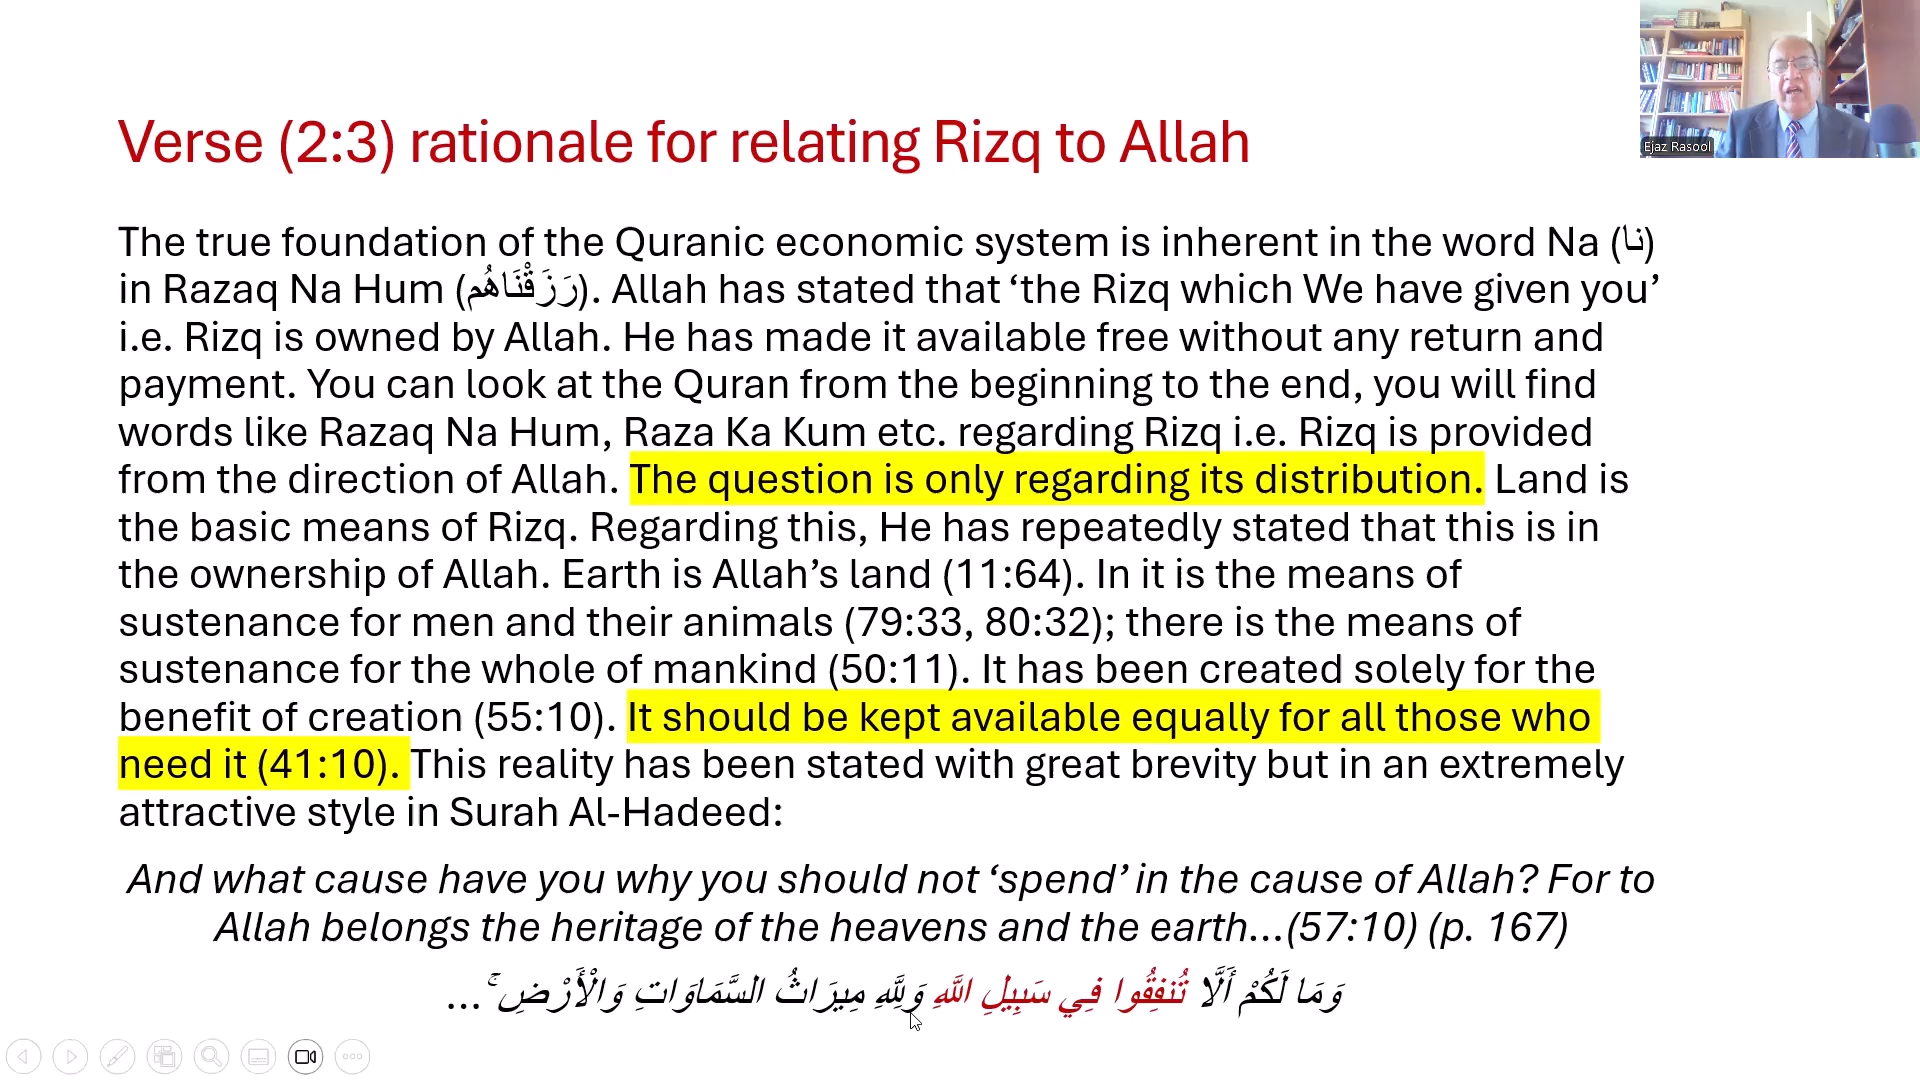 Verse (2:3) rationale for relating Rizq to Allah
Ejaz Rasool
The true foundation of the Quranic economic system is inherent in the word Na (نا)
in Razaq Na Hum (رَزَقْنَاهُم). Allah has stated that ‘the Rizq which We have given you’
i.e. Rizq is owned by Allah. He has made it available free without any return and
payment. You can look at the Quran from the beginning to the end, you will find
words like Razaq Na Hum, Raza Ka Kum etc. regarding Rizq i.e. Rizq is provided
from the direction of Allah. The question is only regarding its distribution. Land is
the basic means of Rizq. Regarding this, He has repeatedly stated that this is in
the ownership of Allah. Earth is Allah’s land (11:64). In it is the means of
sustenance for men and their animals (79:33, 80:32); there is the means of
sustenance for the whole of mankind (50:11). It has been created solely for the
benefit of creation (55:10). It should be kept available equally for all those who
need it (41:10). This reality has been stated with great brevity but in an extremely
attractive style in Surah Al-Hadeed:
And what cause have you why you should not ‘spend’ in the cause of Allah? For to
Allah belongs the heritage of the heavens and the earth...(57:10) (p. 167)
وَمَا لَكُمْ أَلَّا تُنفِقُوا فِي سَبِيلِ اللَّهِ وَلِلَّهِ مِيرَاثُ السَّمَاوَاتِ وَالْأَرْضِ ۚ ...